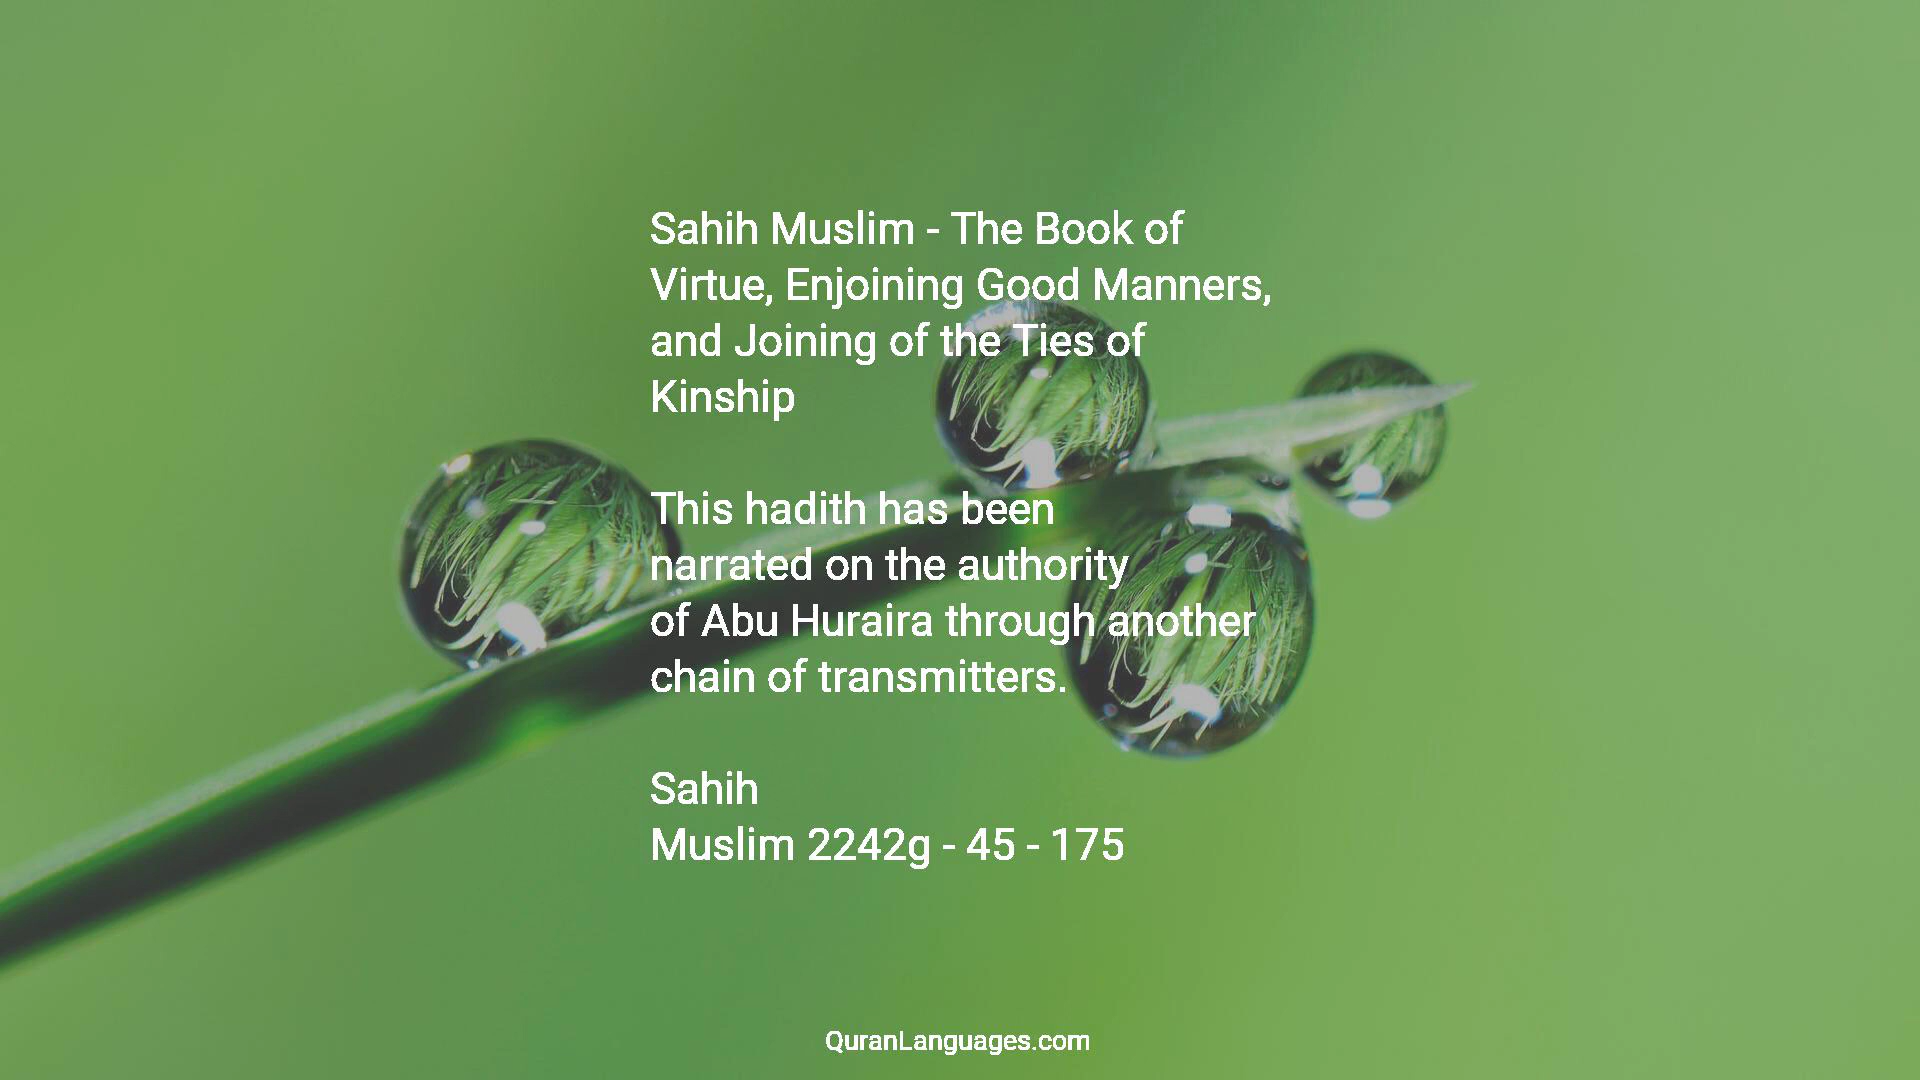 Sahih Muslim - The Book of
Virtue, Enjoining Good Manners,
and Joining of the Ties of
Kinship
This hadith has been
narrated on the authority
of Abu Huraira through another
chain of transmitters.
Sahih
Muslim 2242g - 45 - 175
QuranLanguages.com